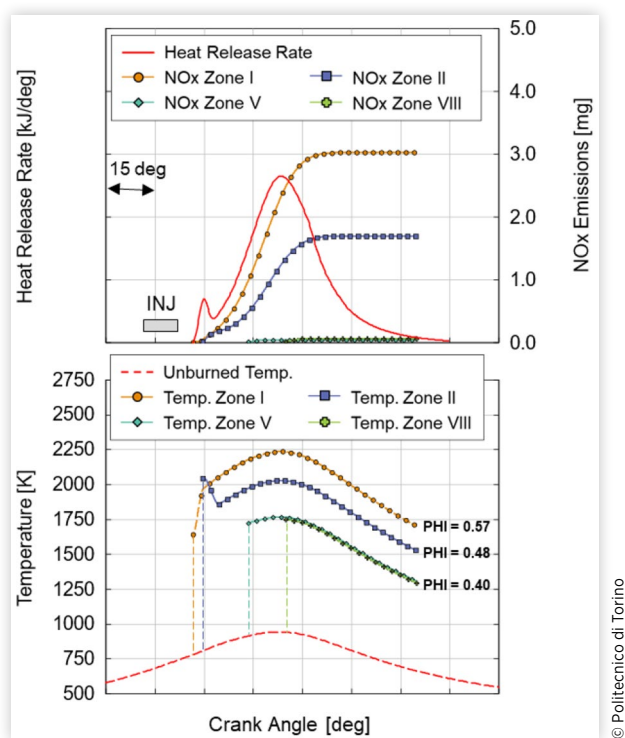 Heat Release Rate [kJ/deg]
NOx Emissions [mg]
Heat Release Rate
NOx Zone I
NOx Zone II
NOx Zone V
NOx Zone VIII
5.0
4.0
3.0
2.0
1.0
0.0
15 deg
INJ
Temperature [K]
2750
2500
2250
2000
1750
1500
1250
1000
750
500
Unburned Temp.
Temp. Zone I
Temp. Zone II
Temp. Zone V
Temp. Zone VIII
PHI = 0.57
PHI = 0.48
PHI = 0.40
Crank Angle [deg]
© Politecnico di Torino